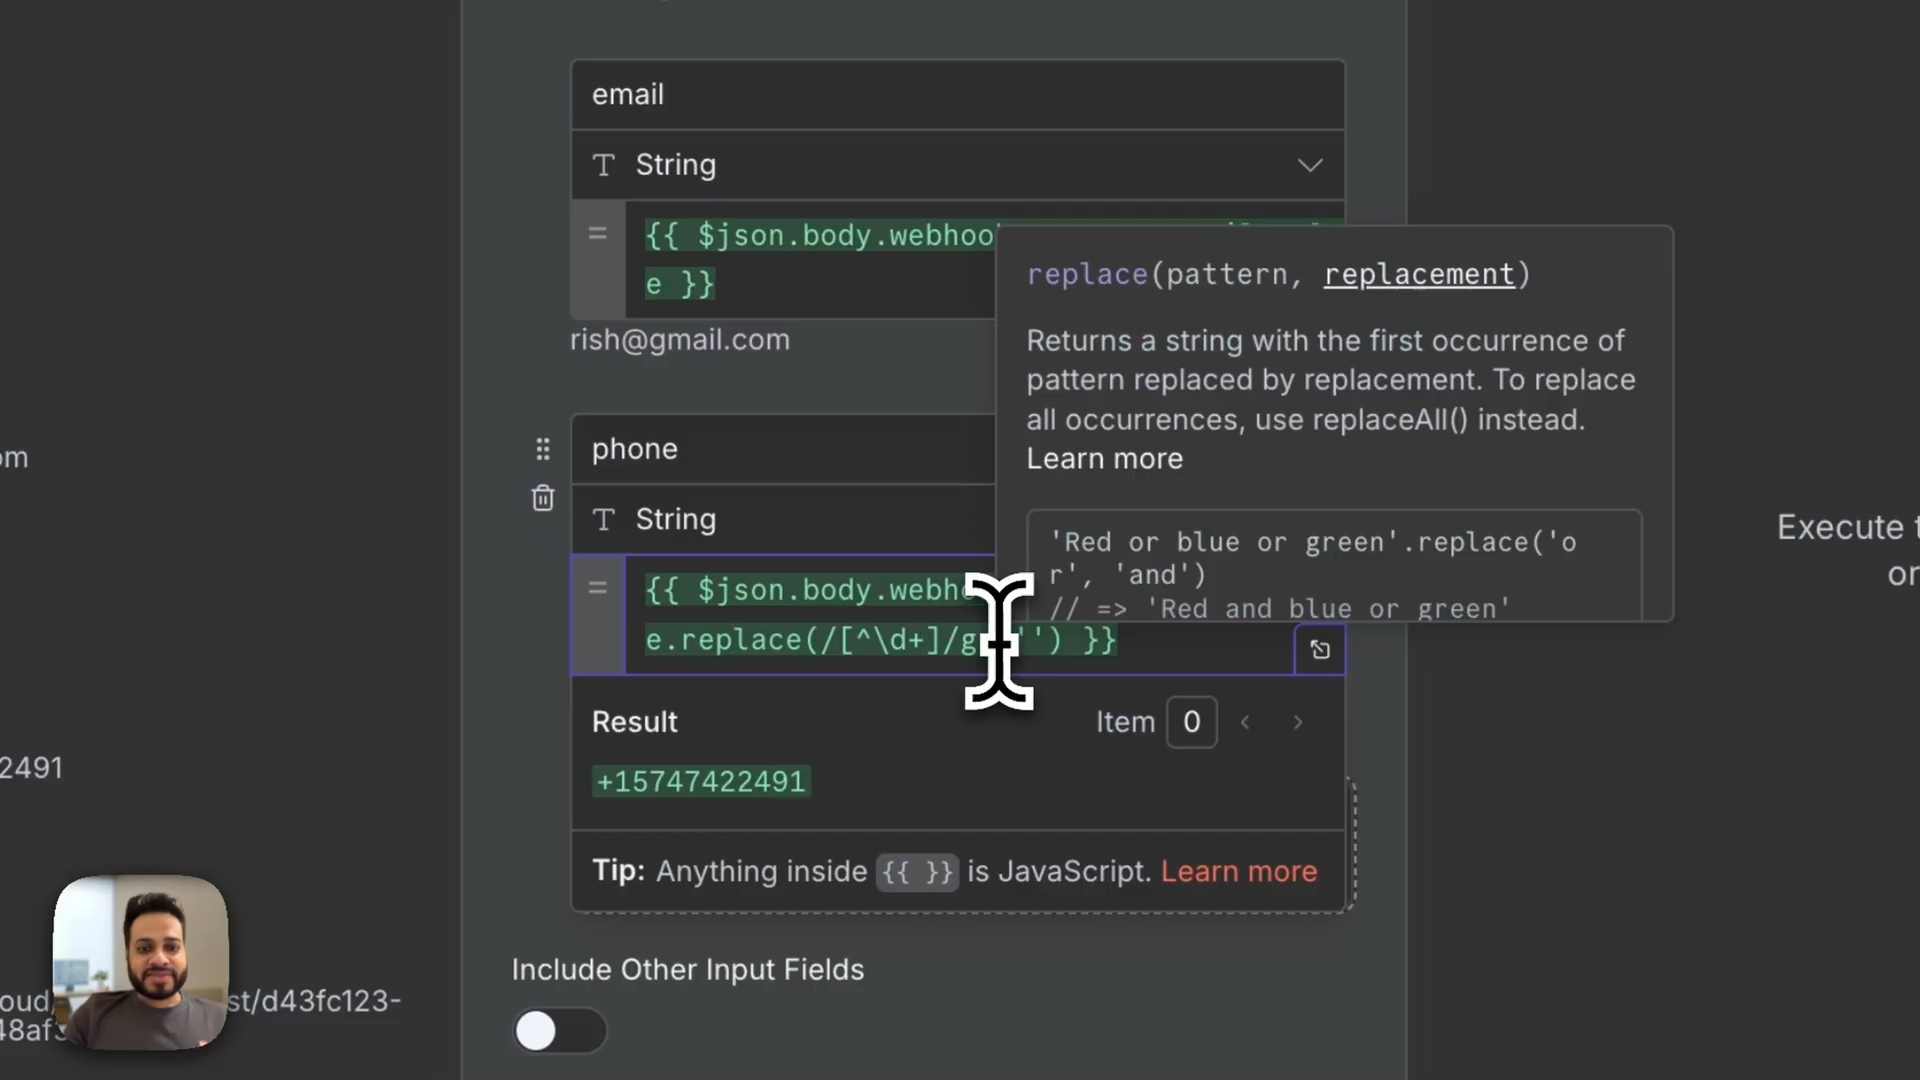 email
String
=
{{ $json.body.webhoo
e }}
rish@gmail.com
replace(pattern, replacement)
Returns a string with the first occurrence of
pattern replaced by replacement. To replace
all occurrences, use replaceAll() instead.
Learn more
'Red or blue or green'.replace('o
r', 'and')
// => 'Red and blue or green'
om
phone
String
=
{{ $json.body.webh
e.replace(/[^\d+]/g '') }}
Execute t
or
Result
Item 0
+15747422491
2491
Tip: Anything inside {{ }} is JavaScript. Learn more
Include Other Input Fields
oud/ st/d43fc123-
48af